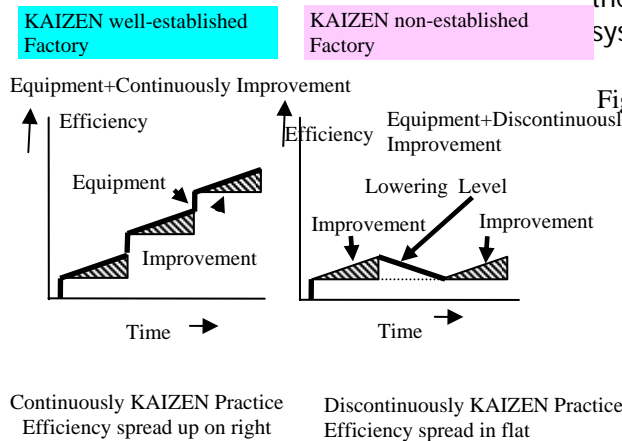 KAIZEN well-established
Factory
KAIZEN non-established
Factory
sys
Fig
Equipment+Continuously Improvement
Efficiency
Equipment
Improvement
Time
Efficiency
Equipment+Discontinuousl
Improvement
Lowering Level
Improvement
Improvement
Time
Continuously KAIZEN Practice
Efficiency spread up on right
Discontinuously KAIZEN Practice
Efficiency spread in flat